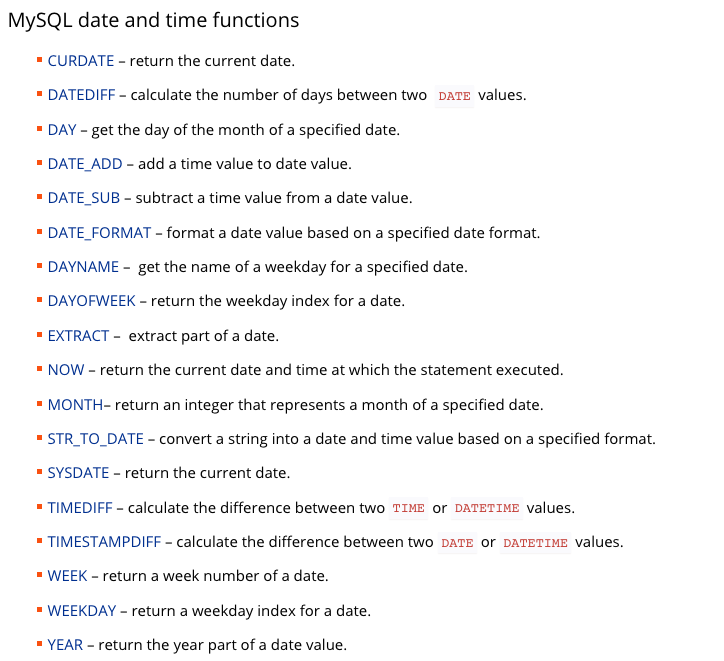 MySQL date and time functions
CURDATE – return the current date.
DATEDIFF – calculate the number of days between two DATE values.
DAY – get the day of the month of a specified date.
DATE_ADD – add a time value to date value.
DATE_SUB – subtract a time value from a date value.
DATE_FORMAT – format a date value based on a specified date format.
DAYNAME – get the name of a weekday for a specified date.
DAYOFWEEK – return the weekday index for a date.
EXTRACT – extract part of a date.
NOW – return the current date and time at which the statement executed.
MONTH– return an integer that represents a month of a specified date.
STR_TO_DATE – convert a string into a date and time value based on a specified format.
SYSDATE – return the current date.
TIMEDIFF – calculate the difference between two TIME or DATETIME values.
TIMESTAMPDIFF – calculate the difference between two DATE or DATETIME values.
WEEK – return a week number of a date.
WEEKDAY – return a weekday index for a date.
YEAR – return the year part of a date value.